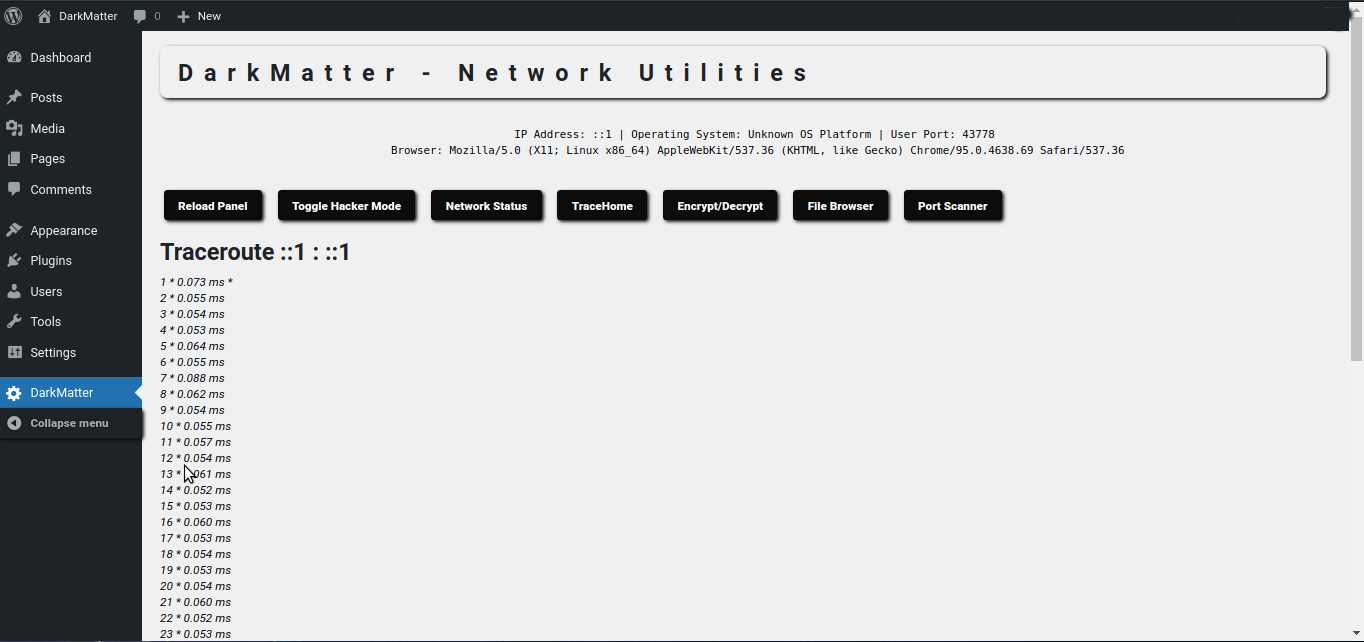 DarkMatter 0 New
Dashboard
Posts
Media
Pages
Comments
Appearance
Plugins
Users
Tools
Settings
DarkMatter
Collapse menu
DarkMatter - Network Utilities
IP Address: ::1 | Operating System: Unknown OS Platform | User Port: 43778
Browser: Mozilla/5.0 (X11; Linux x86_64) AppleWebKit/537.36 (KHTML, like Gecko) Chrome/95.0.4638.69 Safari/537.36
Reload Panel Toggle Hacker Mode Network Status TraceHome Encrypt/Decrypt File Browser Port Scanner
Traceroute ::1 : ::1
1 * 0.073 ms *
2 * 0.055 ms
3 * 0.054 ms
4 * 0.053 ms
5 * 0.064 ms
6 * 0.055 ms
7 * 0.088 ms
8 * 0.062 ms
9 * 0.054 ms
10 * 0.055 ms
11 * 0.057 ms
12 * 0.054 ms
13 * 0.061 ms
14 * 0.052 ms
15 * 0.053 ms
16 * 0.060 ms
17 * 0.053 ms
18 * 0.054 ms
19 * 0.053 ms
20 * 0.054 ms
21 * 0.060 ms
22 * 0.052 ms
23 * 0.053 ms